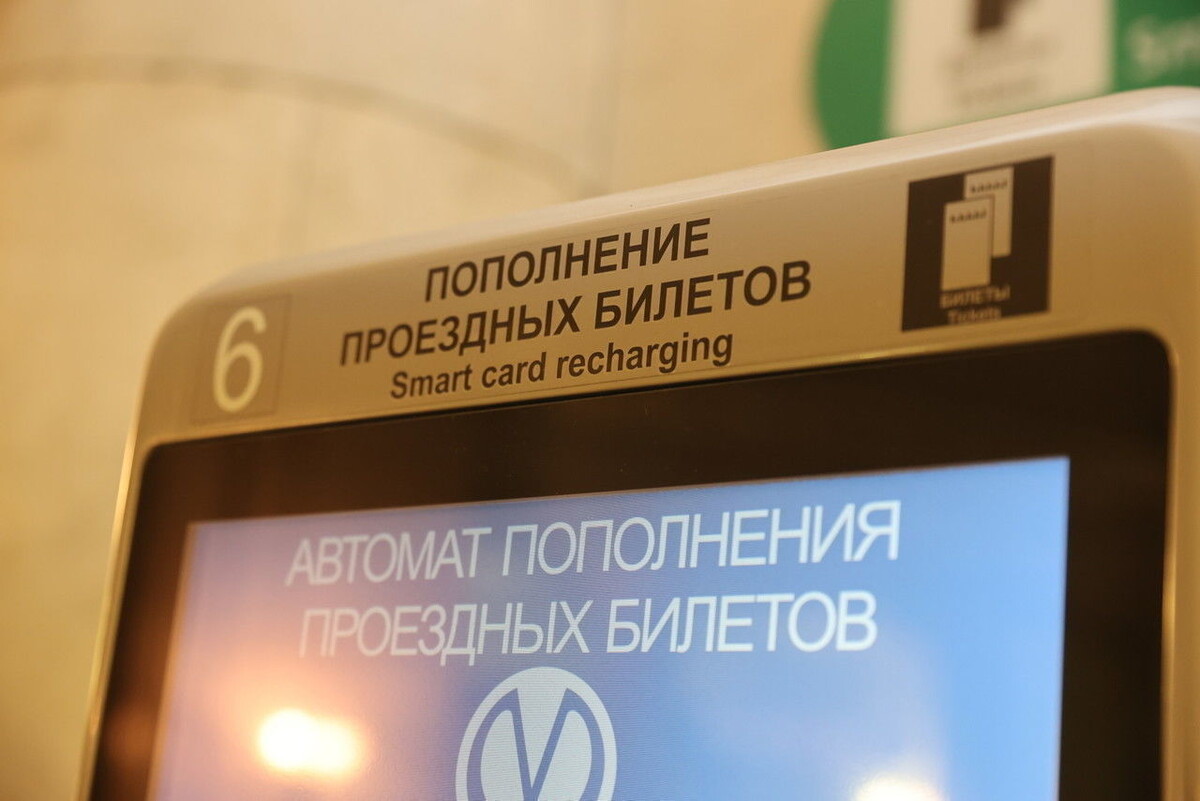 6
ПОПОЛНЕНИЕ
ПРОЕЗДНЫХ БИЛЕТОВ
Smart card recharging
БИЛЕТЫ
Tickets
АВТОМАТ ПОПОЛНЕНИЯ
ПРОЕЗДНЫХ БИЛЕТОВ